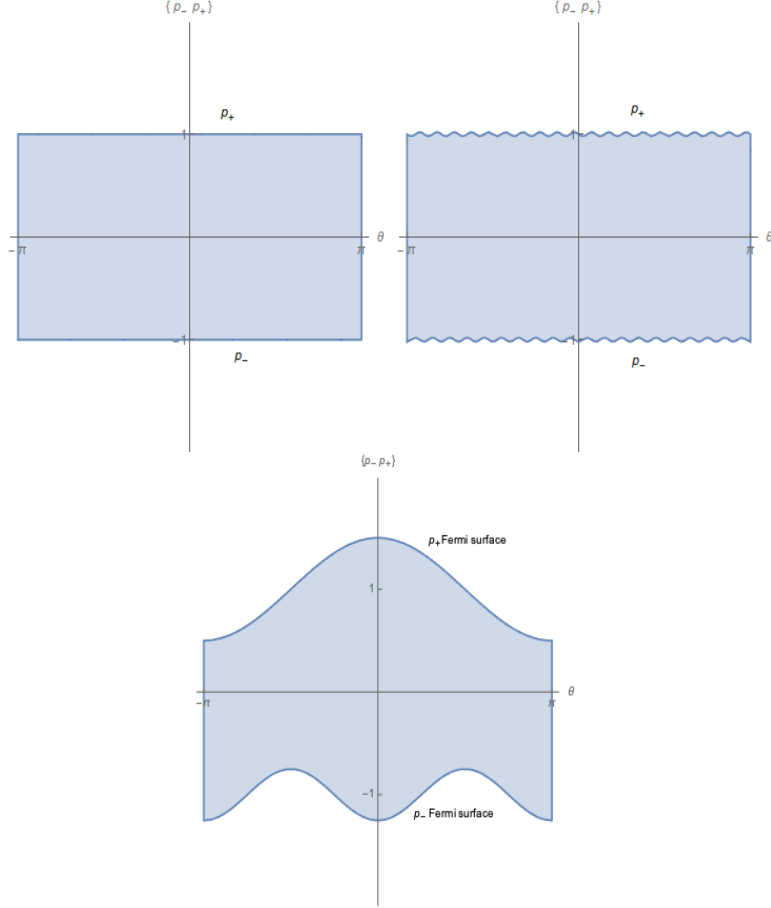 { p₋ p₊}
p₊
1
θ
-π
π
-1
p₋
{ p₋ p₊}
p₊
1
θ
-π
π
-1
p₋
{p₋ p₊}
p₊ Fermi surface
1
θ
-π
π
-1
p₋ Fermi surface